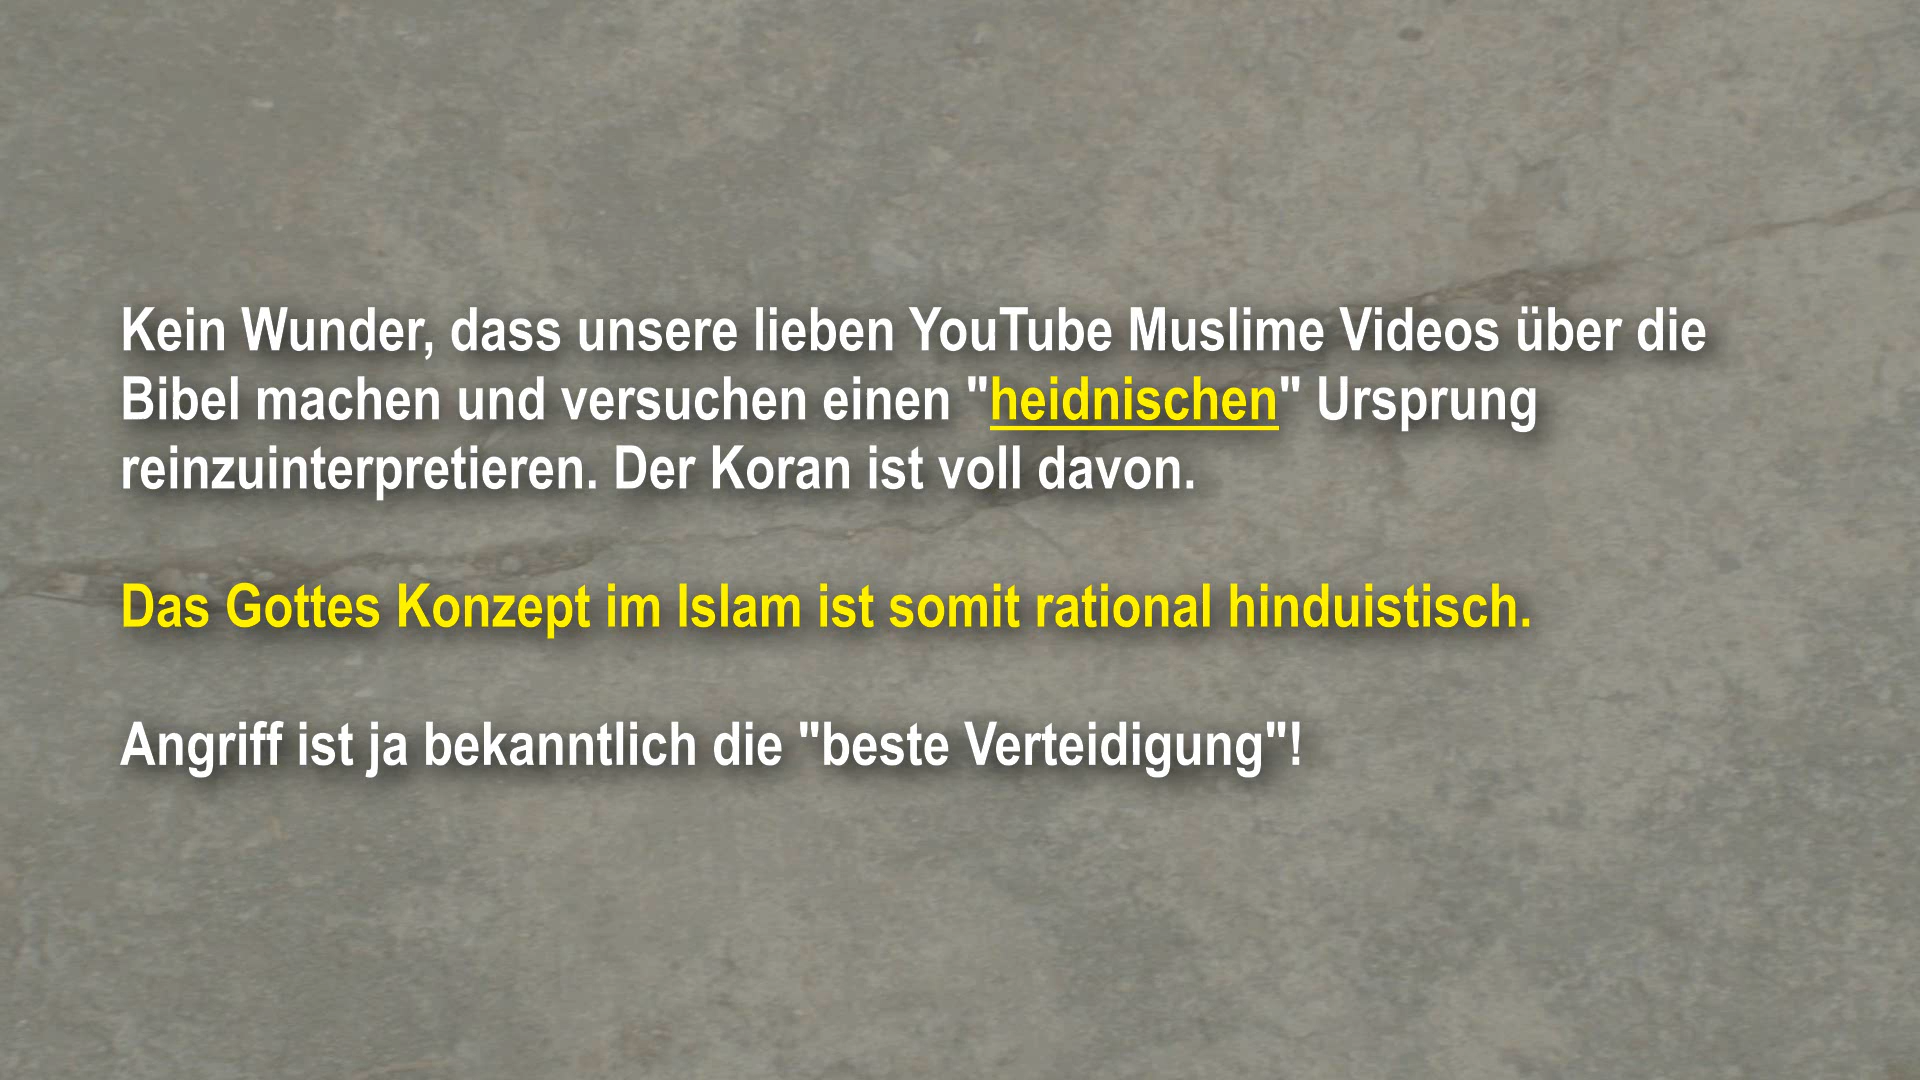 Kein Wunder, dass unsere lieben YouTube Muslime Videos über die
Bibel machen und versuchen einen "heidnischen" Ursprung
reinzuinterpretieren. Der Koran ist voll davon.
Das Gottes Konzept im Islam ist somit rational hinduistisch.
Angriff ist ja bekanntlich die "beste Verteidigung"!